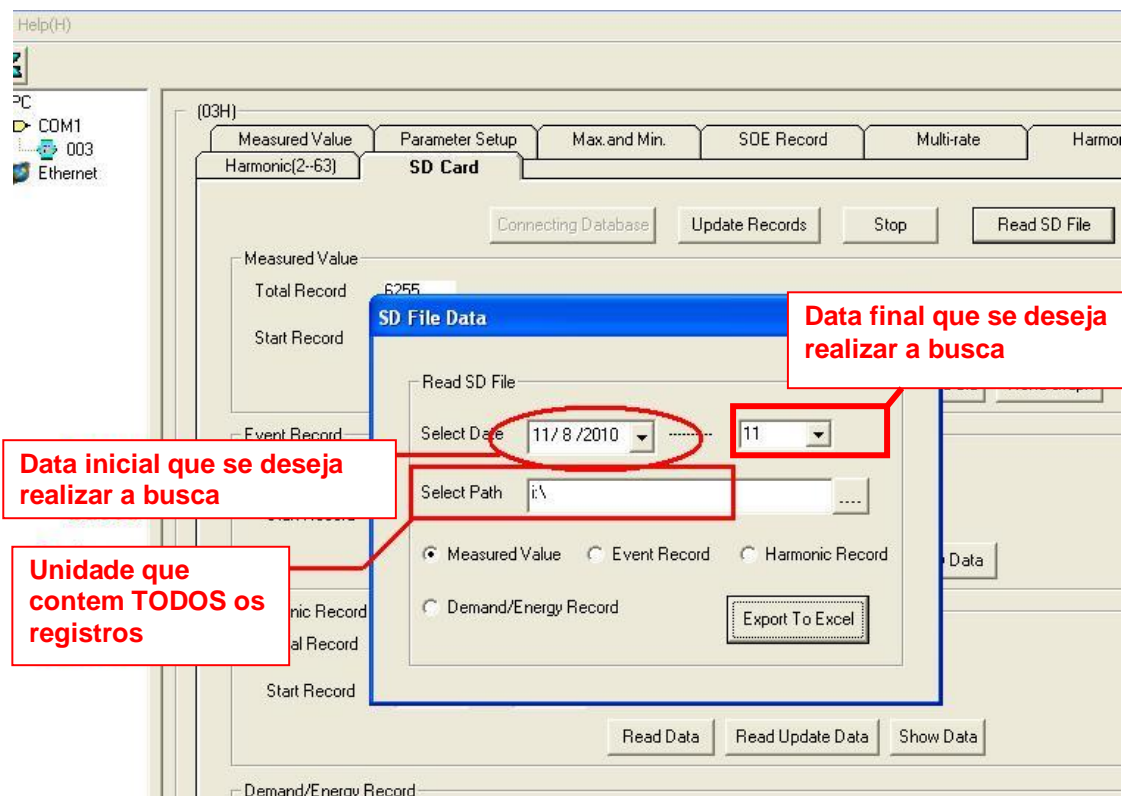 Help(H)
PC
COM1
003
Ethernet
(03H)
Measured Value Parameter Setup Max.and Min. SOE Record Multi-rate
Harmonic(2--63) SD Card
Connecting Database Update Records Stop Read SD File
Measured Value
Total Record 6255
Start Record
SD File Data
Data final que se deseja
realizar a busca
Read SD File
Select Date 11/ 8 /2010 --------- 11
Event Record
Data inicial que se deseja
realizar a busca
Select Path i:\ ....
Start Record
Measured Value Event Record Harmonic Record
Data
Unidade que
contem TODOS os
registros
Demand/Energy Record Export To Excel
Record
Record
Start Record
Read Data Read Update Data Show Data
Demand/Energy Record